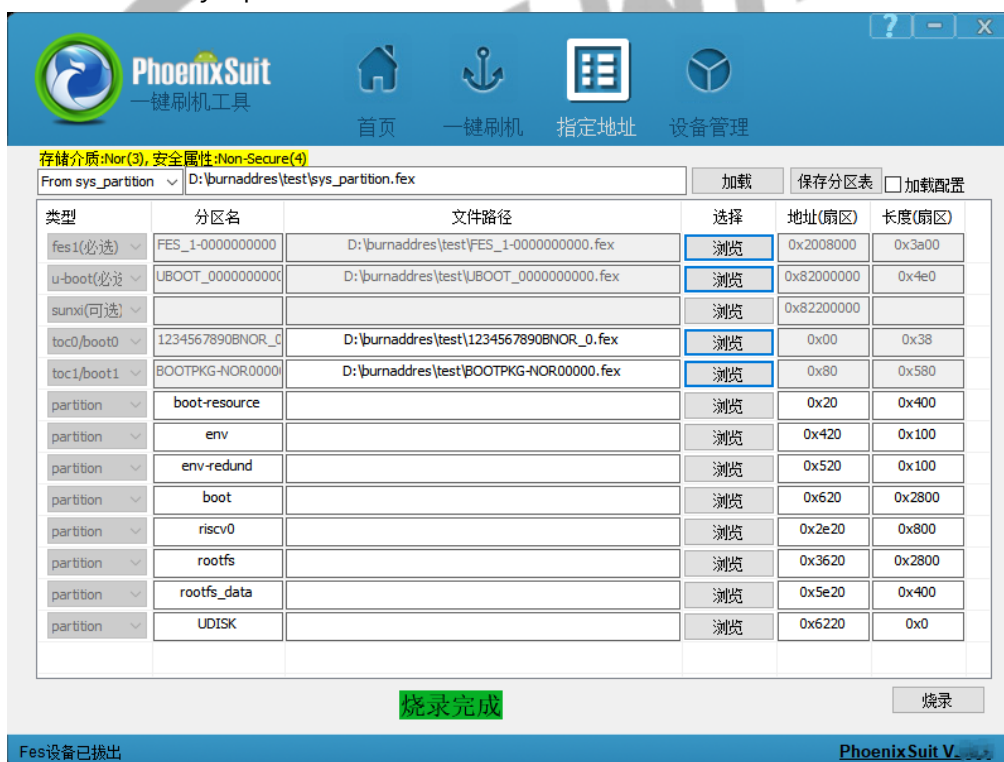 ? - X
PhoenixSuit
一键刷机工具
首页 一键刷机 指定地址 设备管理
存储介质:Nor(3),安全属性:Non-Secure(4)
From sys_partition D:\burnaddres\test\sys_partition.fex 加载 保存分区表 加载配置
类型 分区名 文件路径 选择 地址(扇区) 长度(扇区)
fes1(必选) FES_1-0000000000 D:\burnaddres\test\FES_1-0000000000.fex 浏览 0x2008000 0x3a00
u-boot(必选 UBOOT_0000000000 D:\burnaddres\test\UBOOT_0000000000.fex 浏览 0x82000000 0x4e0
sunxi(可选) 浏览 0x82200000
toc0/boot0 1234567890BNOR_0 D:\burnaddres\test\1234567890BNOR_0.fex 浏览 0x00 0x38
toc1/boot1 BOOTPKG-NOR0000 D:\burnaddres\test\BOOTPKG-NOR00000.fex 浏览 0x80 0x580
partition boot-resource 浏览 0x20 0x400
partition env 浏览 0x420 0x100
partition env-redund 浏览 0x520 0x100
partition boot 浏览 0x620 0x2800
partition riscv0 浏览 0x2e20 0x800
partition rootfs 浏览 0x3620 0x2800
partition rootfs_data 浏览 0x5e20 0x400
partition UDISK 浏览 0x6220 0x0
烧录完成 烧录
Fes设备已拔出 PhoenixSuit V